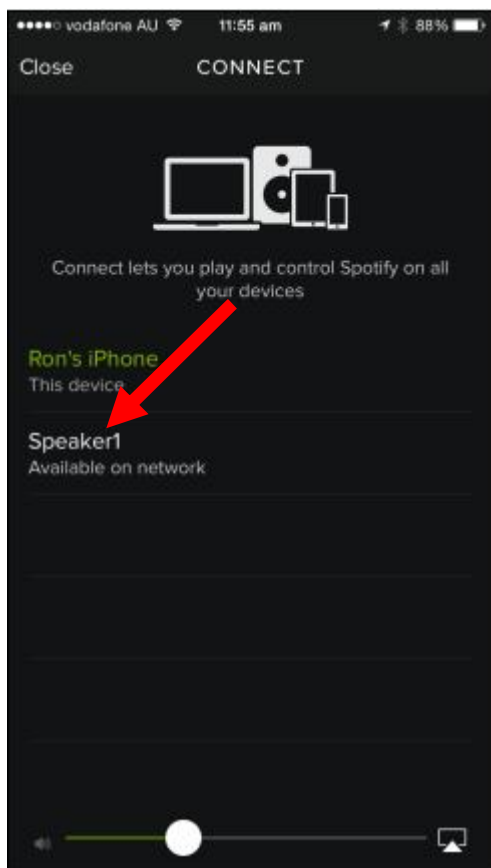 vodafone AU 11:55 am 88%
Close CONNECT
Connect lets you play and control Spotify on all
your devices
Ron's iPhone
This device
Speaker1
Available on network